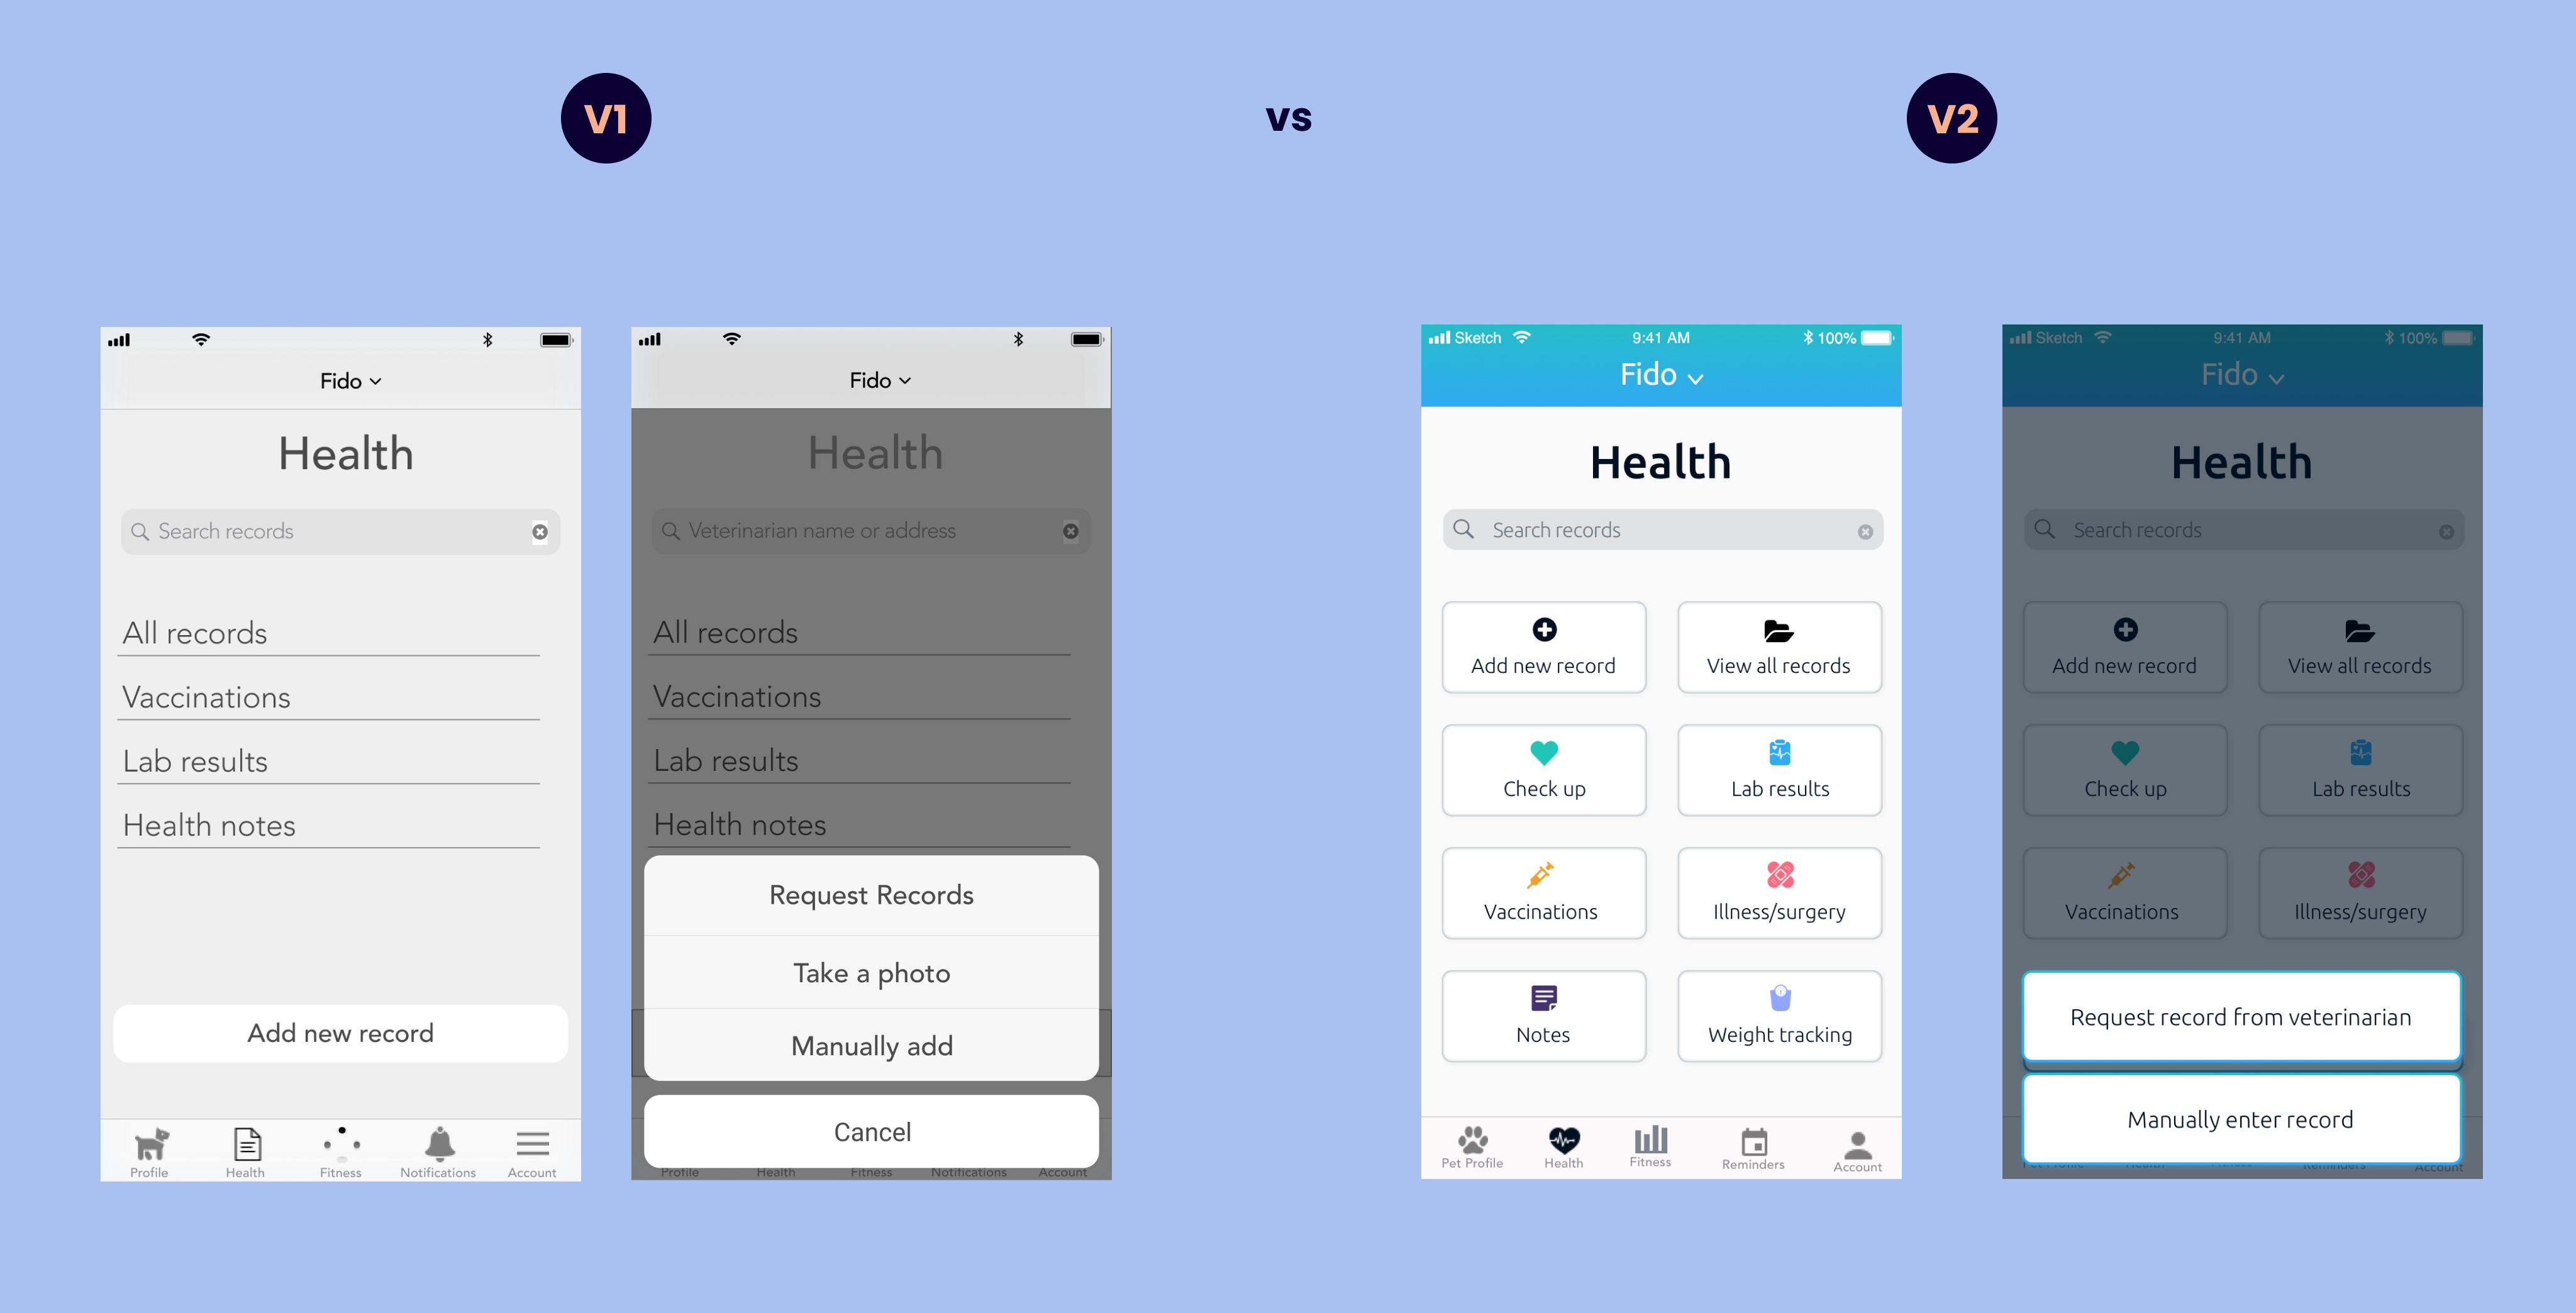 V1
vs
V2
Fido
Health
Search records
All records
Vaccinations
Lab results
Health notes
Add new record
Profile
Health
Fitness
Notifications
Account
Fido
Health
Veterinarian name or address
All records
Vaccinations
Lab results
Health notes
Request Records
Take a photo
Manually add
Cancel
Profile
Health
Fitness
Notifications
Account
Sketch 9:41 AM 100%
Fido
Health
Search records
Add new record
View all records
Check up
Lab results
Vaccinations
Illness/surgery
Notes
Weight tracking
Pet Profile
Health
Fitness
Reminders
Account
Sketch 9:41 AM 100%
Fido
Health
Search records
Add new record
View all records
Check up
Lab results
Vaccinations
Illness/surgery
Request record from veterinarian
Manually enter record
Reminders
Account